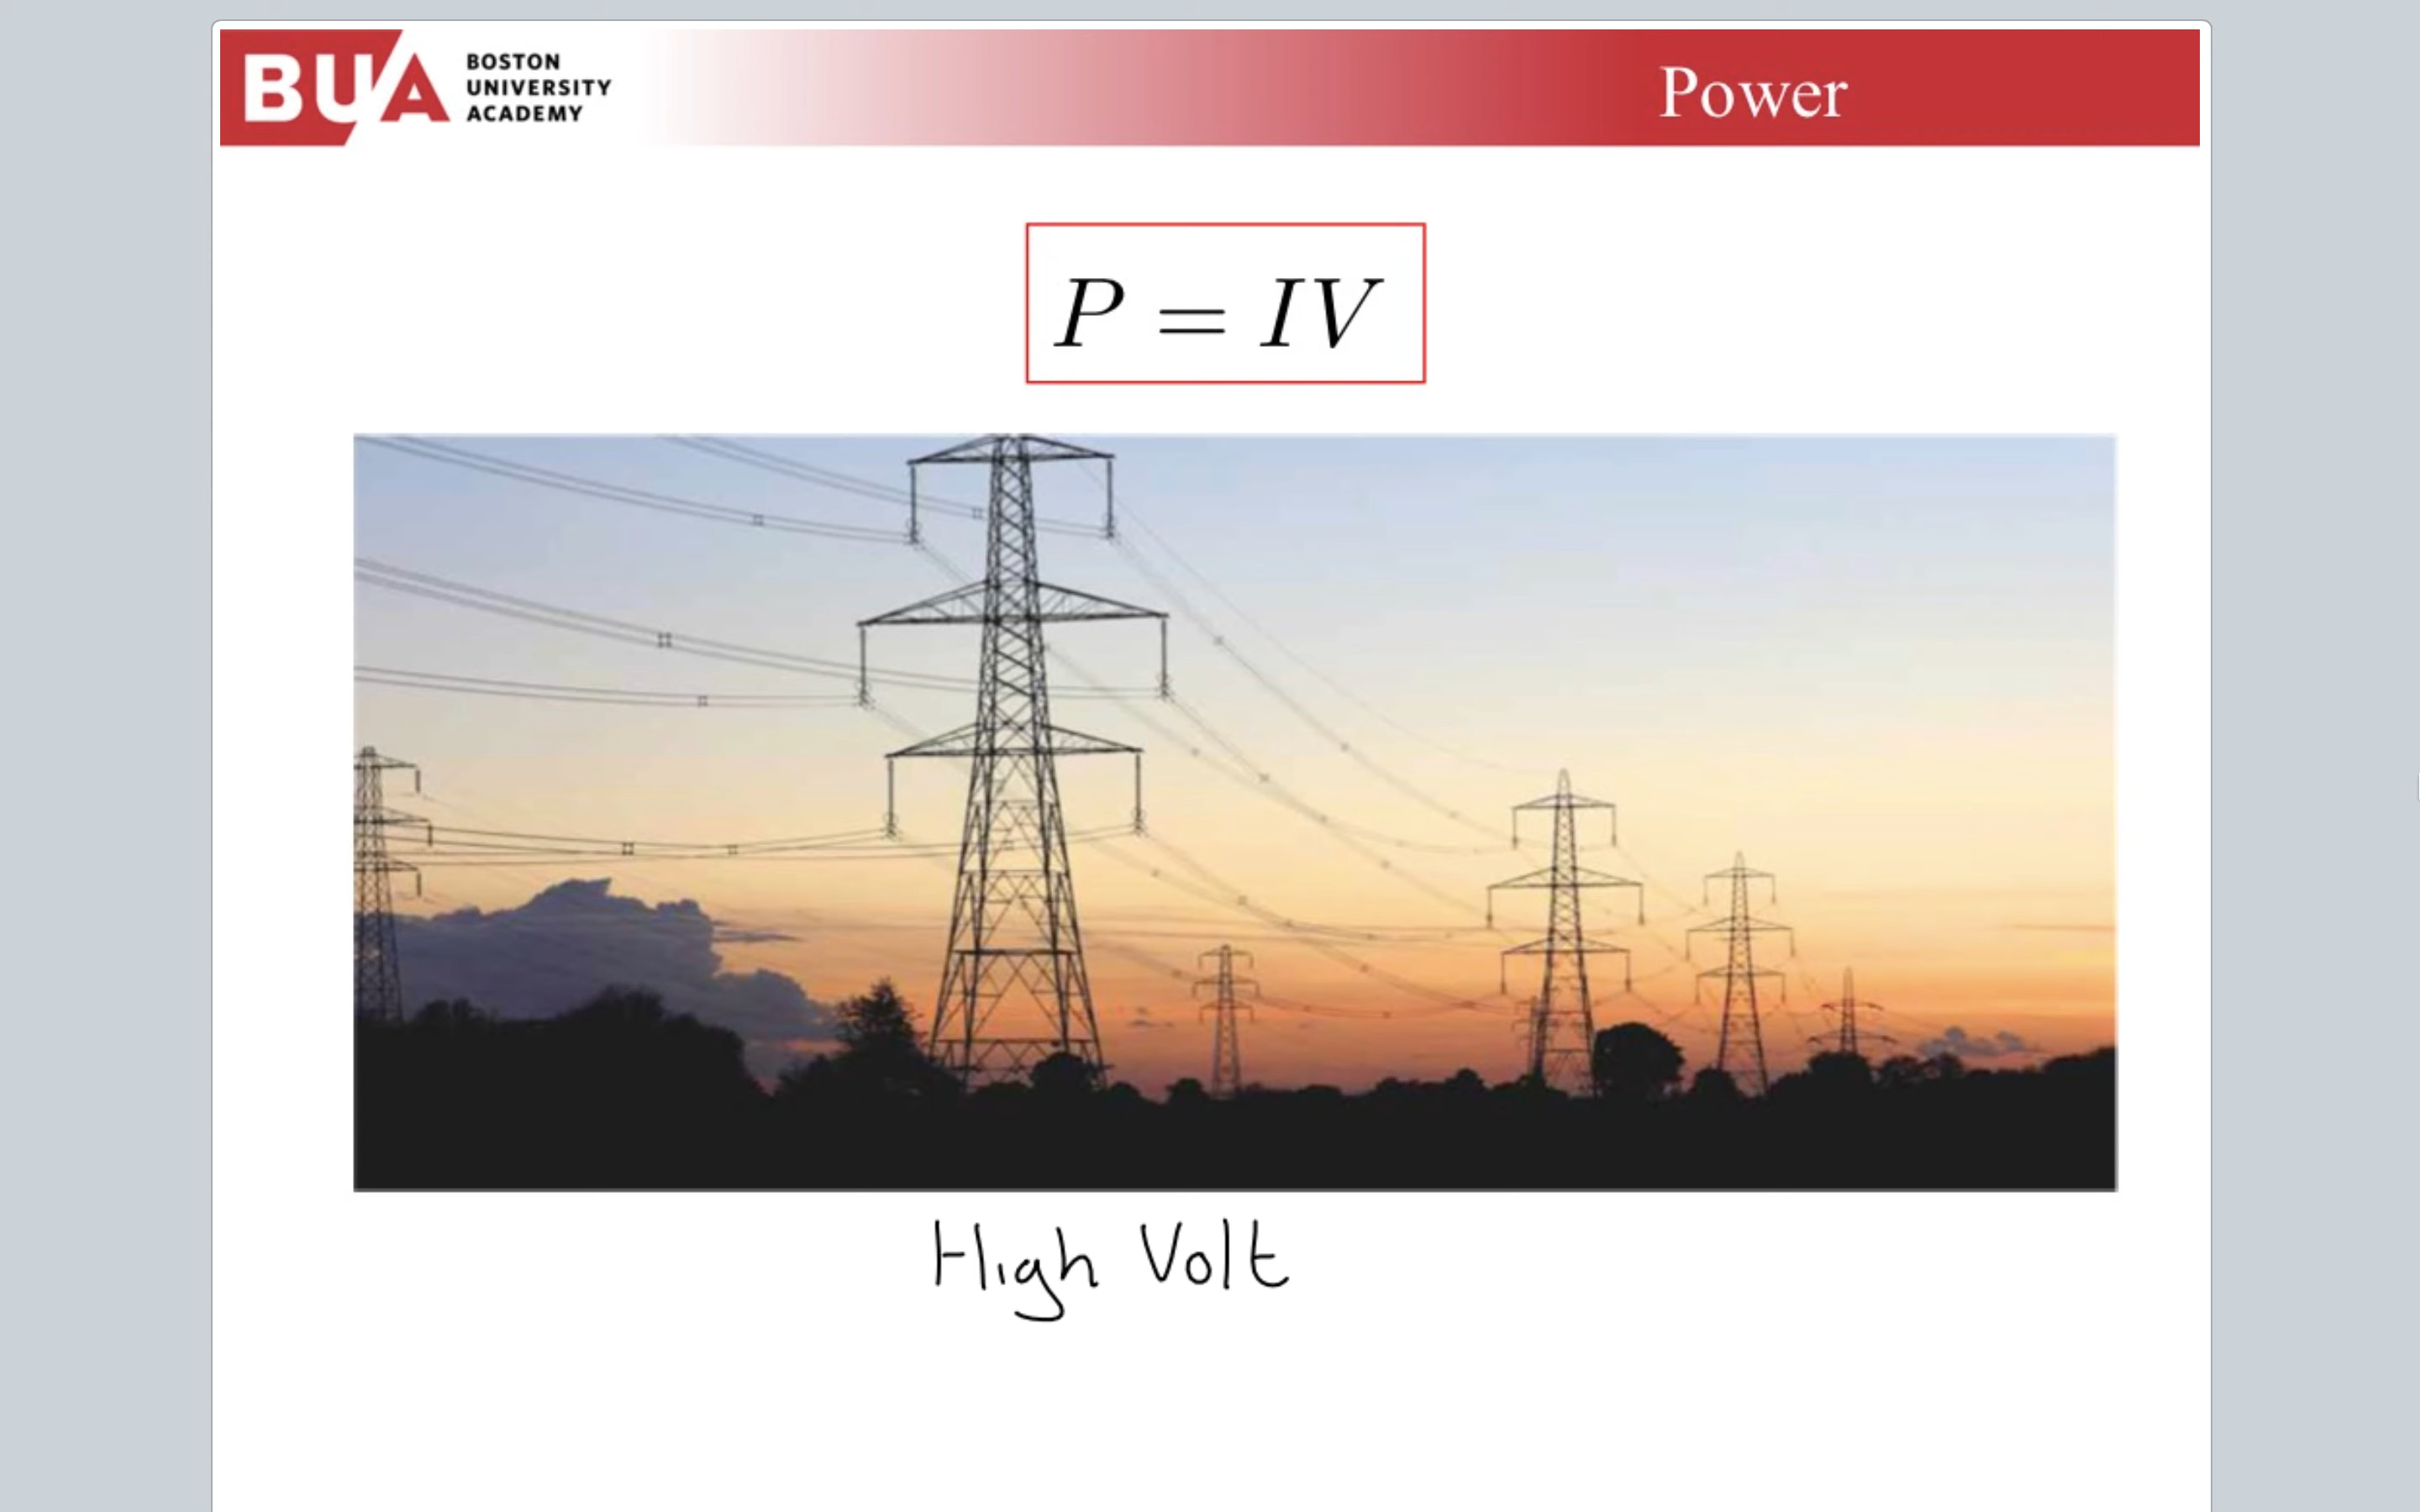 BUA
BOSTON
UNIVERSITY
ACADEMY
Power
P = IV
High Volt